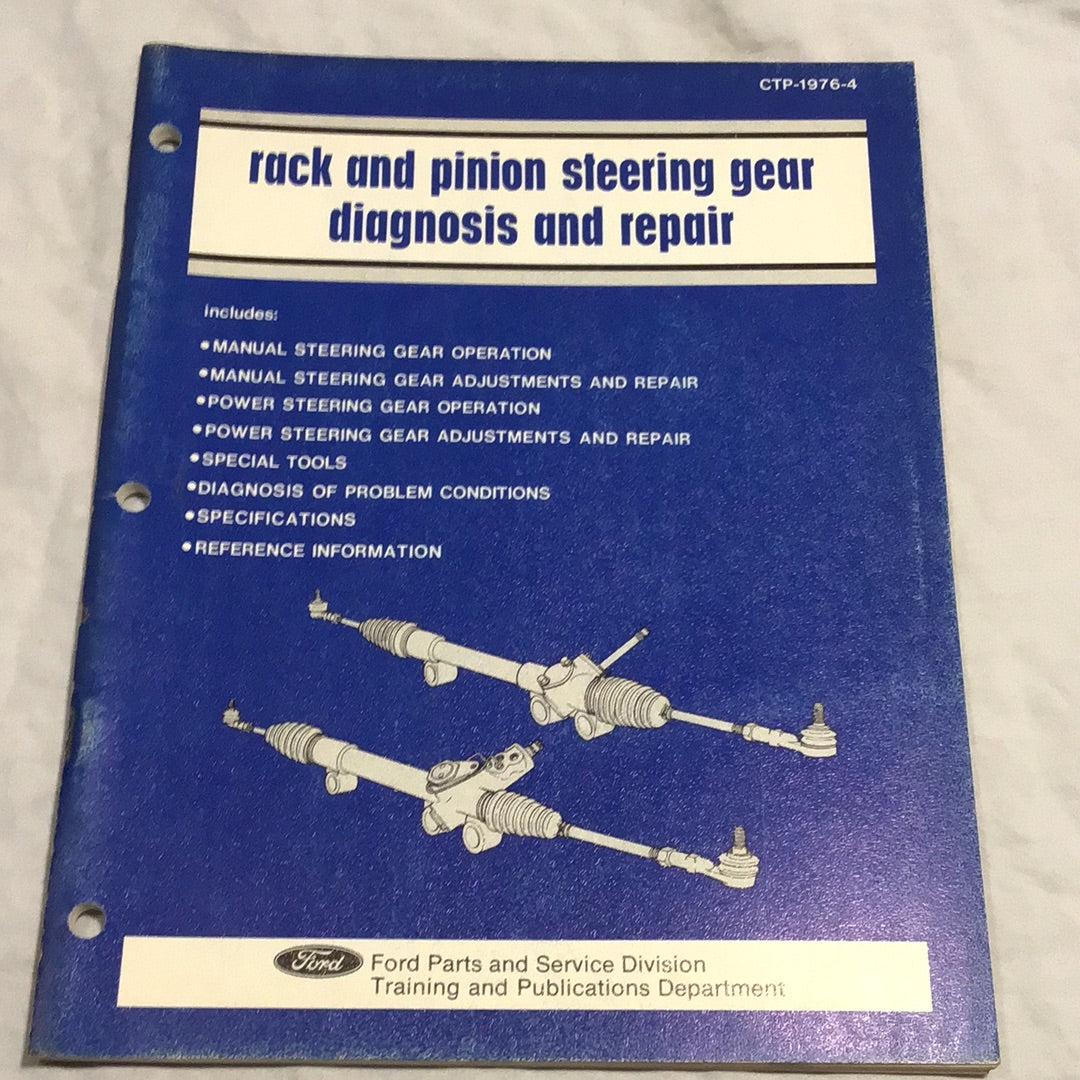 CTP-1976-4
rack and pinion steering gear
diagnosis and repair
includes:
•MANUAL STEERING GEAR OPERATION
•MANUAL STEERING GEAR ADJUSTMENTS AND REPAIR
•POWER STEERING GEAR OPERATION
•POWER STEERING GEAR ADJUSTMENTS AND REPAIR
•SPECIAL TOOLS
•DIAGNOSIS OF PROBLEM CONDITIONS
•SPECIFICATIONS
•REFERENCE INFORMATION
Ford Ford Parts and Service Division
Training and Publications Department